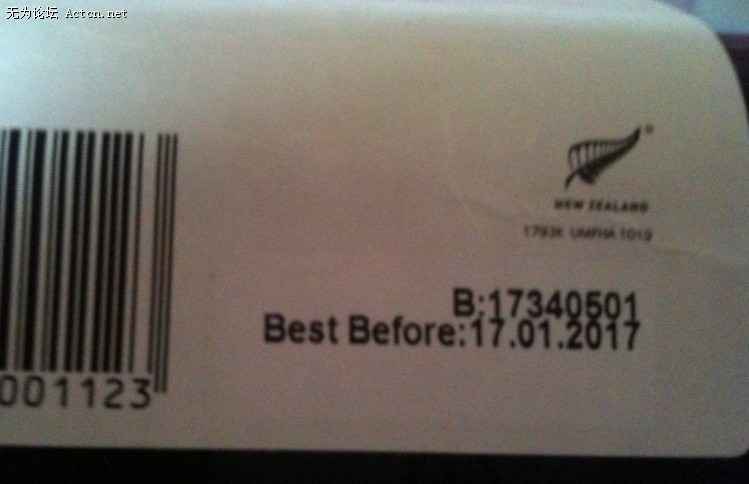 无为论坛 Actcn.net
NEW ZEALAND
1793K UMFHA 1019
B:17340501
Best Before:17.01.2017
001123